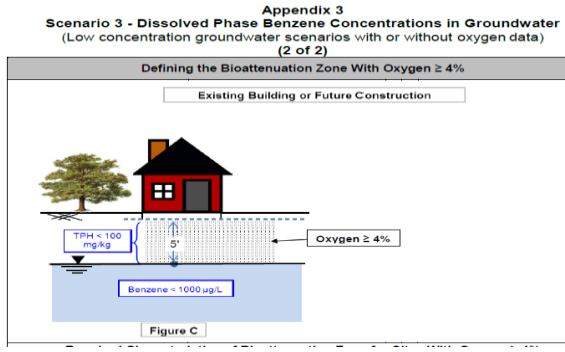 Appendix 3
Scenario 3 - Dissolved Phase Benzene Concentrations in Groundwater
(Low concentration groundwater scenarios with or without oxygen data)
(2 of 2)
Defining the Bioattenuation Zone With Oxygen ≥ 4%
Existing Building or Future Construction
TPH < 100
mg/kg
5'
Oxygen ≥ 4%
Benzene < 1000 µg/L
Figure C